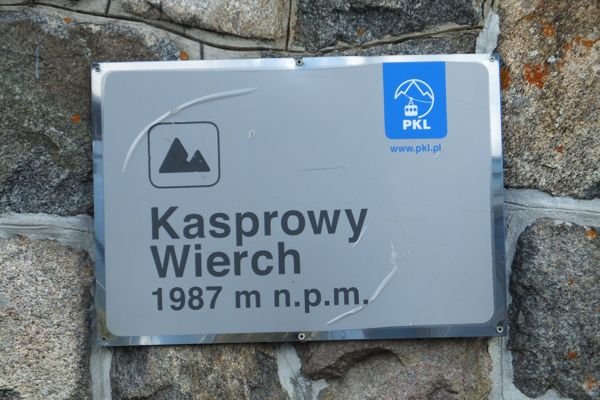 PKL
www.pkl.pl
Kasprowy
Wierch
1987 m n.p.m.